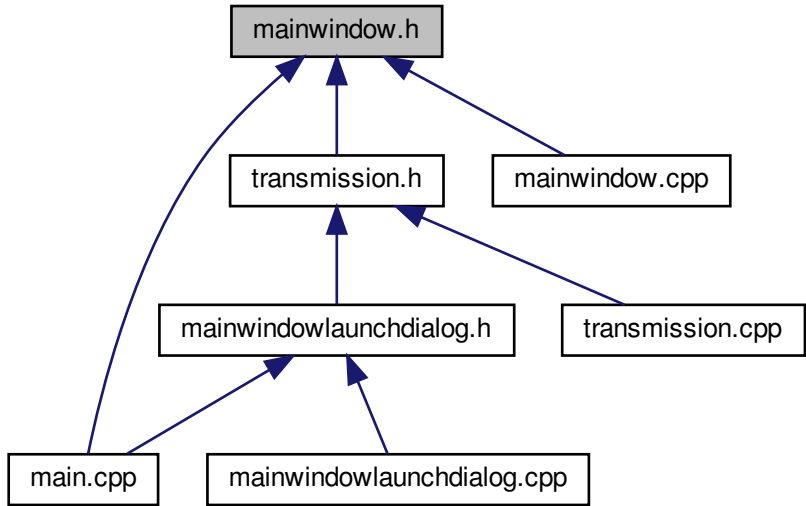 mainwindow.h
transmission.h
mainwindow.cpp
mainwindowlaunchdialog.h
transmission.cpp
main.cpp
mainwindowlaunchdialog.cpp